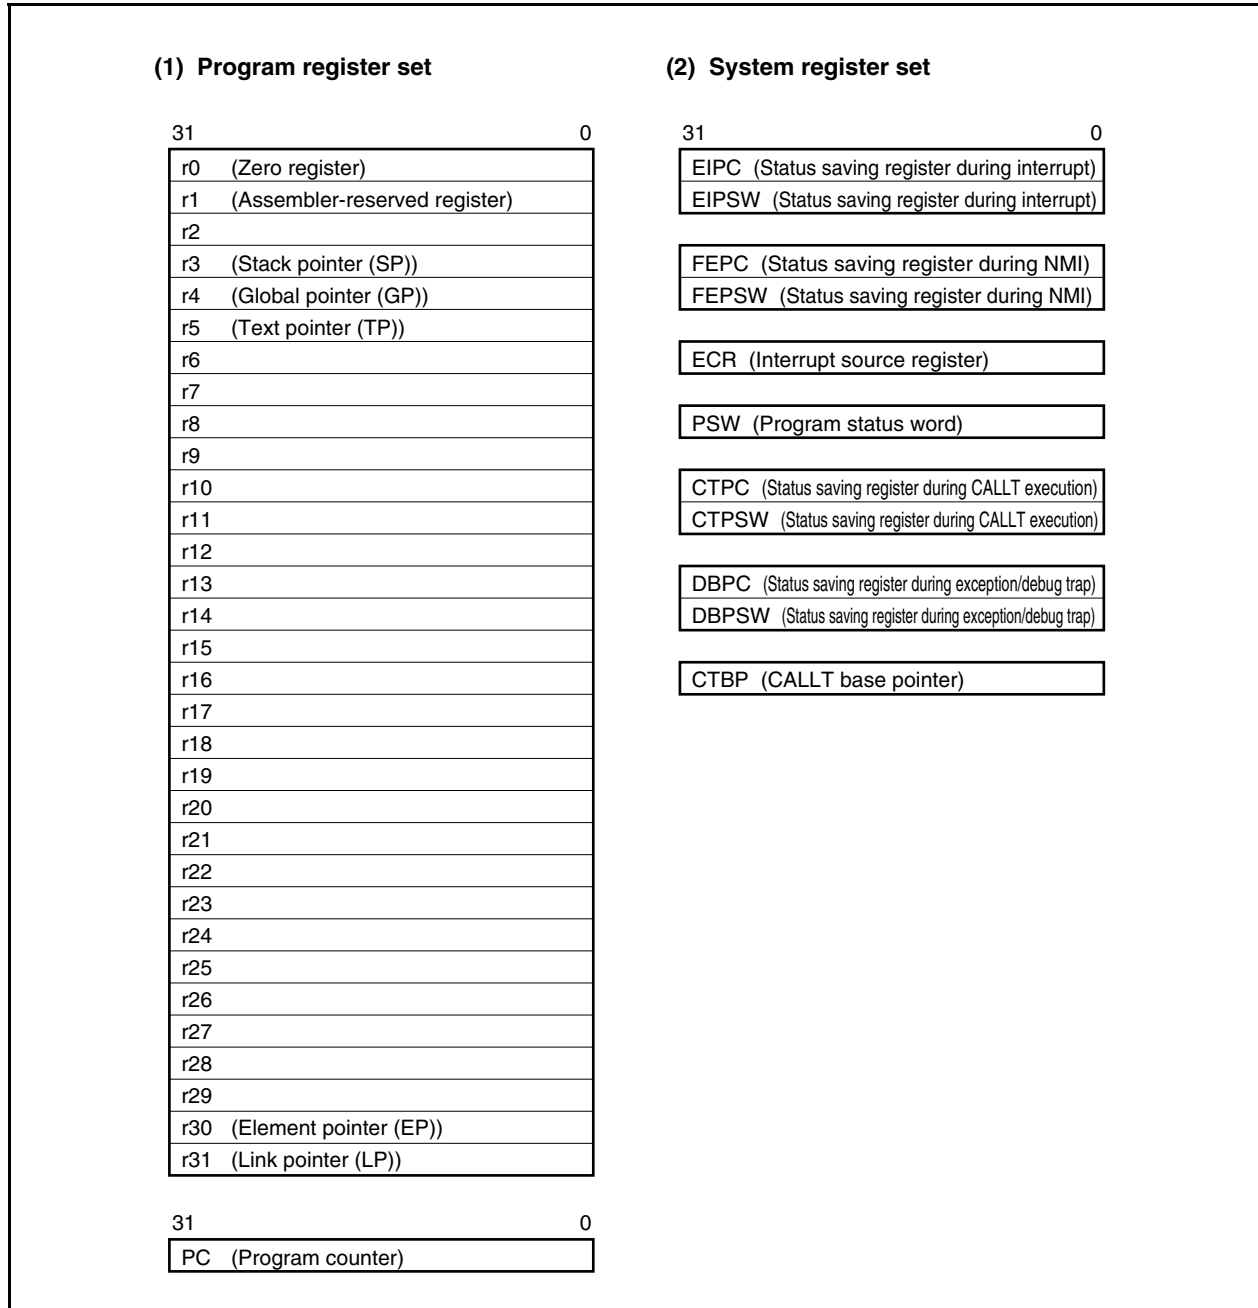 (1) Program register set
31 0
r0 (Zero register)
r1 (Assembler-reserved register)
r2
r3 (Stack pointer (SP))
r4 (Global pointer (GP))
r5 (Text pointer (TP))
r6
r7
r8
r9
r10
r11
r12
r13
r14
r15
r16
r17
r18
r19
r20
r21
r22
r23
r24
r25
r26
r27
r28
r29
r30 (Element pointer (EP))
r31 (Link pointer (LP))
31 0
PC (Program counter)
(2) System register set
31 0
EIPC (Status saving register during interrupt)
EIPSW (Status saving register during interrupt)
FEPC (Status saving register during NMI)
FEPSW (Status saving register during NMI)
ECR (Interrupt source register)
PSW (Program status word)
CTPC (Status saving register during CALLT execution)
CTPSW (Status saving register during CALLT execution)
DBPC (Status saving register during exception/debug trap)
DBPSW (Status saving register during exception/debug trap)
CTBP (CALLT base pointer)